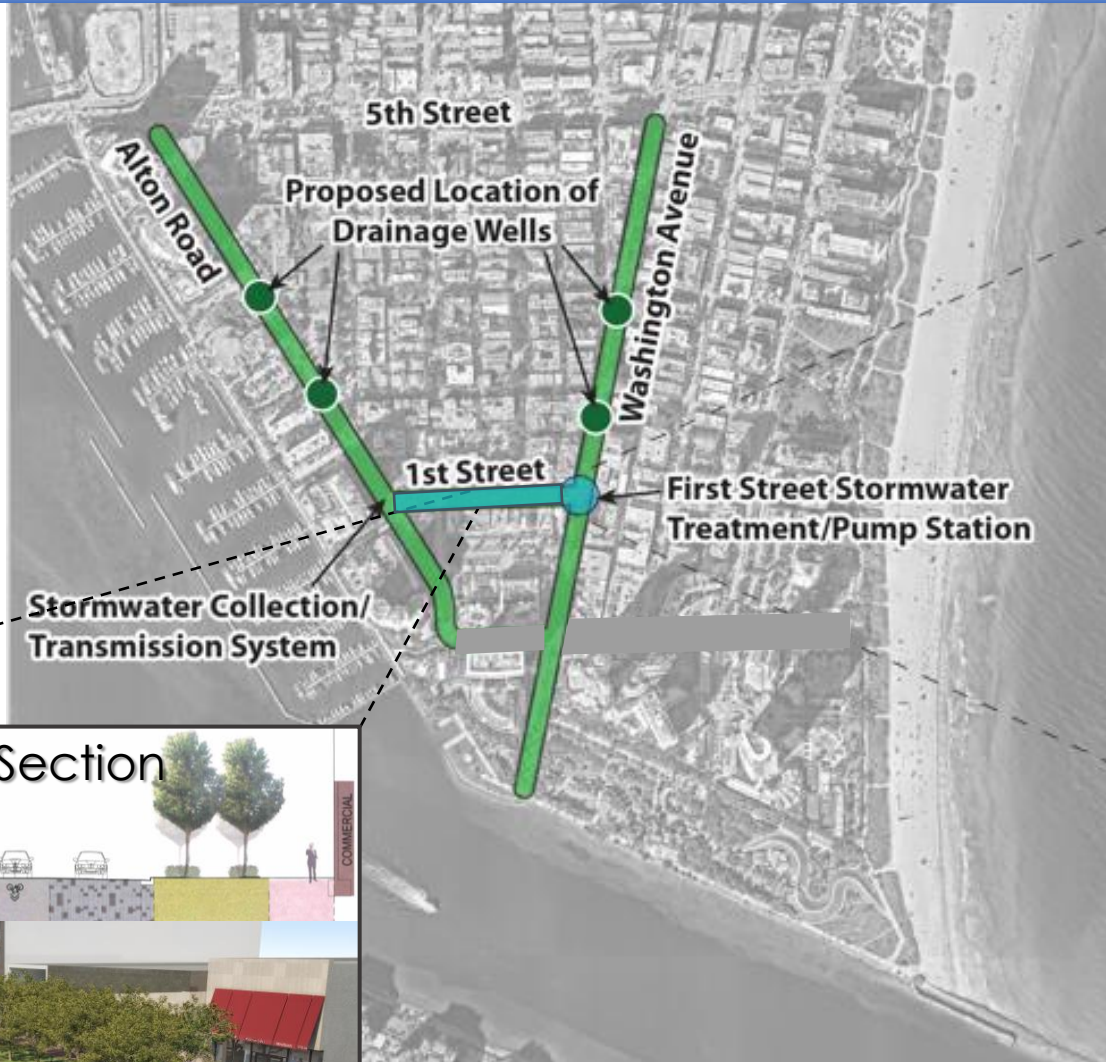 5th Street
Alton Road
Proposed Location of
Drainage Wells
Washington Avenue
1st Street
First Street Stormwater
Treatment/Pump Station
Stormwater Collection/
Transmission System
Section
COMMERCIAL